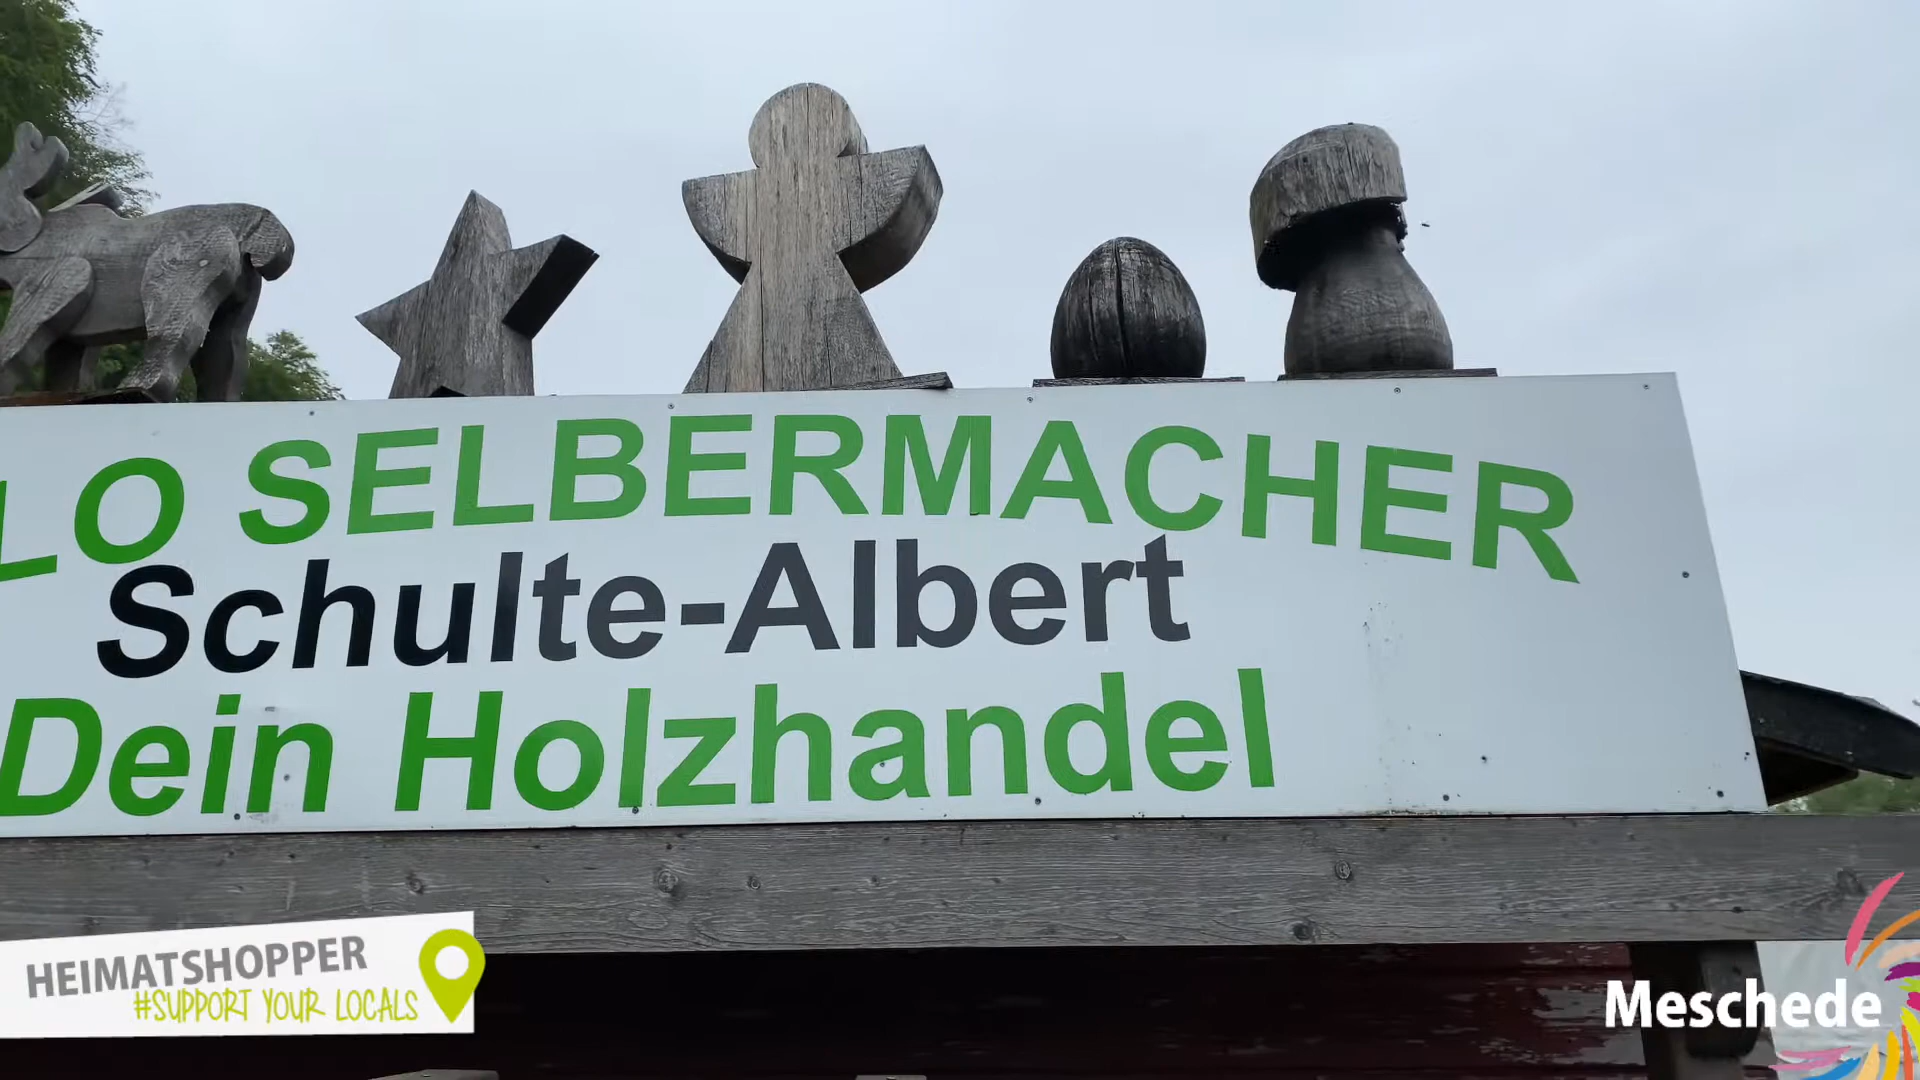 LO SELBERMACHER
Schulte-Albert
Dein Holzhandel
HEIMATSHOPPER
#SUPPORT YOUR LOCALS
Meschede